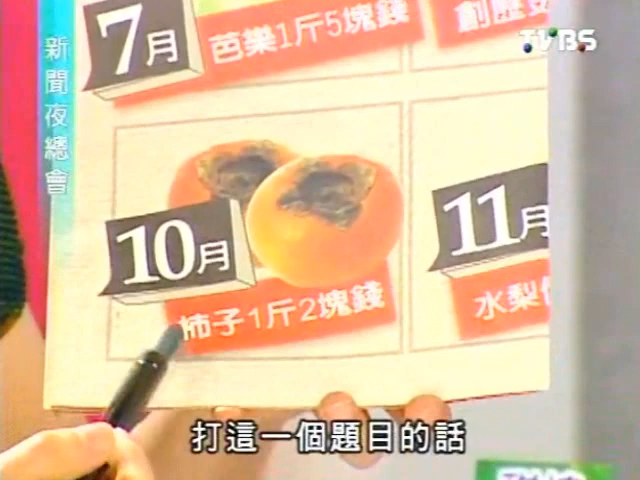 7月
芭樂1斤5塊錢
創歷史
TVBS
新聞夜總會
10月
柿子1斤2塊錢
11月
水梨
打這一個題目的話